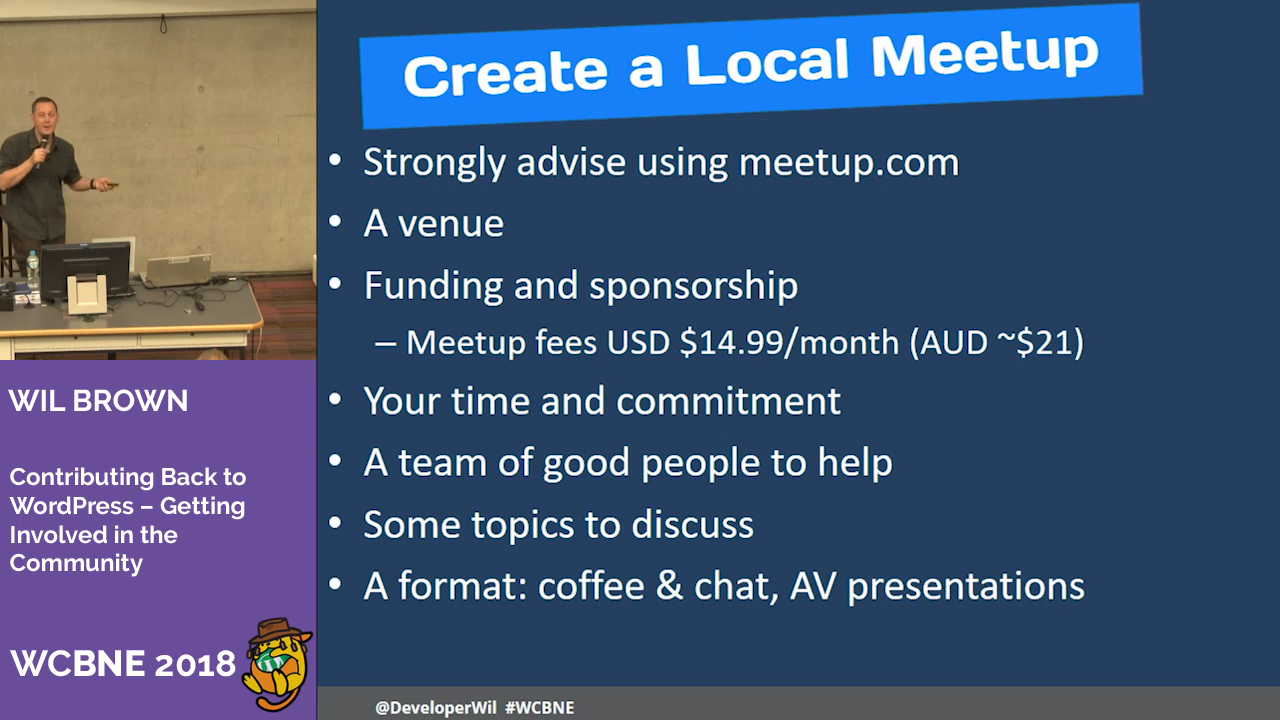 Create a Local Meetup
• Strongly advise using meetup.com
• A venue
• Funding and sponsorship
– Meetup fees USD $14.99/month (AUD ~$21)
• Your time and commitment
• A team of good people to help
• Some topics to discuss
• A format: coffee & chat, AV presentations
@DeveloperWil #WCBNE
WIL BROWN
Contributing Back to
WordPress – Getting
Involved in the
Community
WCBNE 2018